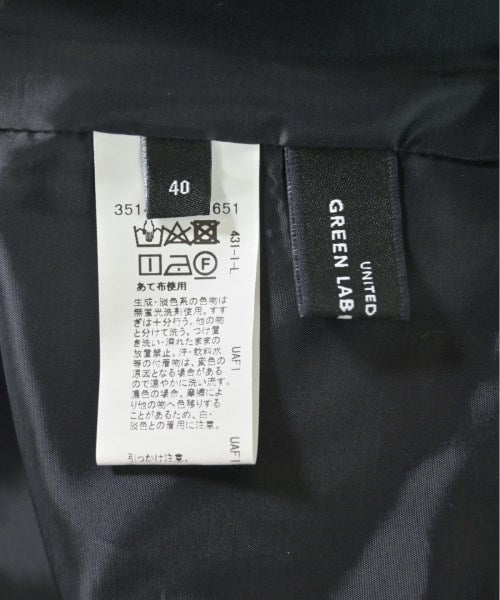 40
351
651
431-1-L
あて布使用
生成・淡色系の色物は
無蛍光洗剤使用。すす
ぎは十分行う。他の物
と分けて洗う。つけ置
き洗い・濡れたままの
放置禁止。汗・飲料水
等の付着物は、変色の
原因となる場合がある
ので速やかに洗い流す。
濃色の場合、摩擦によ
り他の物へ色移りする
ことがあるため、白・
淡色との着用に注意。
引っかけ注意。
UAF1
UAF1
UNITED
GREEN LAB